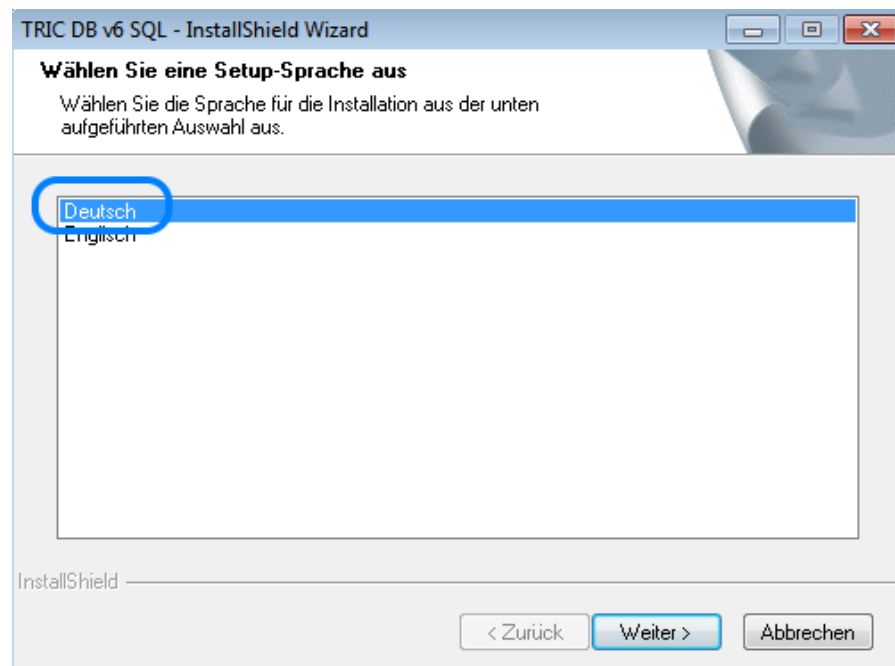 TRIC DB v6 SQL - InstallShield Wizard
Wählen Sie eine Setup-Sprache aus
Wählen Sie die Sprache für die Installation aus der unten
aufgeführten Auswahl aus.
Deutsch
Englisch
InstallShield
< Zurück
Weiter >
Abbrechen